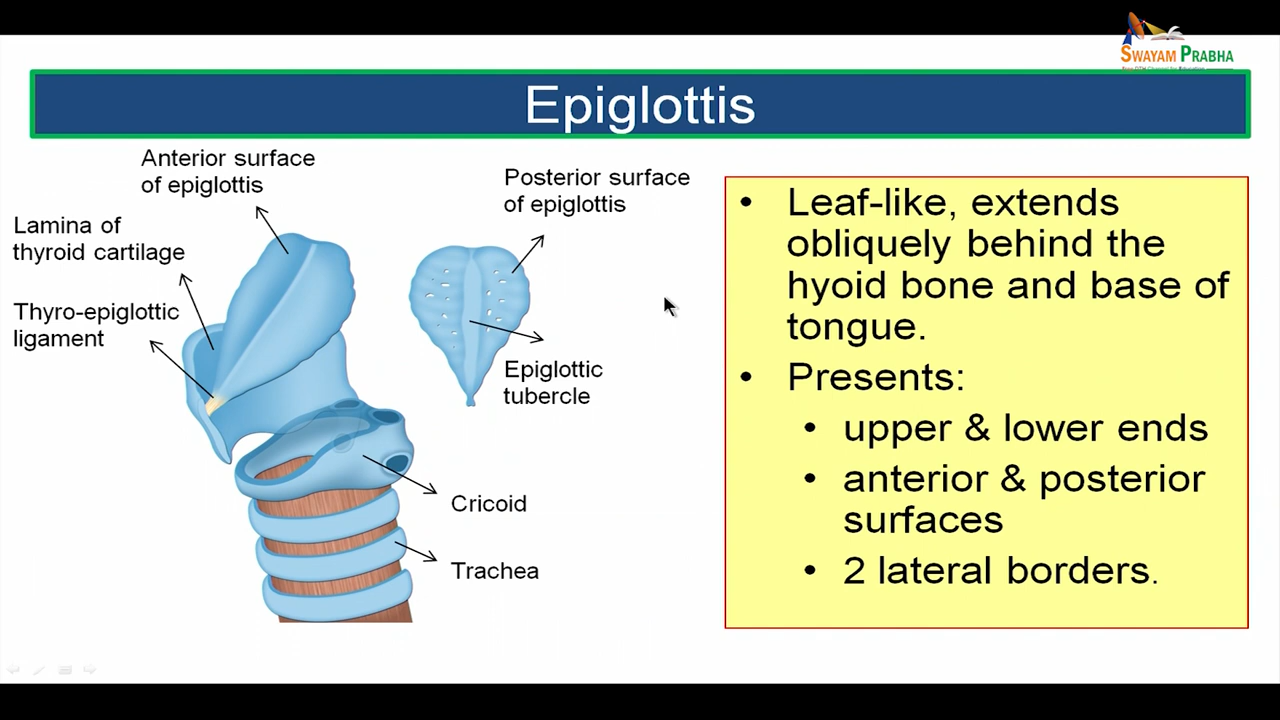 SWAYAM PRABHA
Epiglottis
Anterior surface
of epiglottis
Lamina of
thyroid cartilage
Thyro-epiglottic
ligament
Posterior surface
of epiglottis
Epiglottic
tubercle
Cricoid
Trachea
• Leaf-like, extends
obliquely behind the
hyoid bone and base of
tongue.
• Presents:
• upper & lower ends
• anterior & posterior
surfaces
• 2 lateral borders.